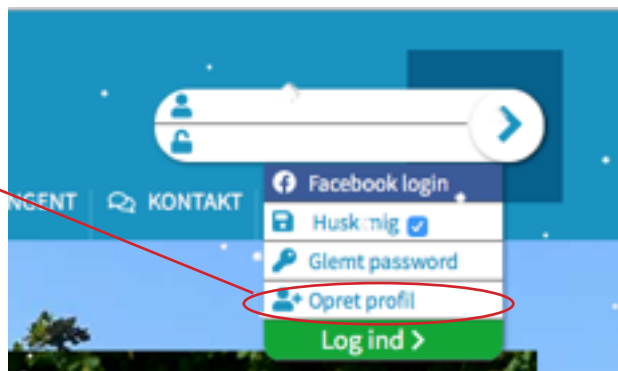 Facebook login
NGENT KONTAKT
Husk mig
Glemt password
Opret profil
Log ind >